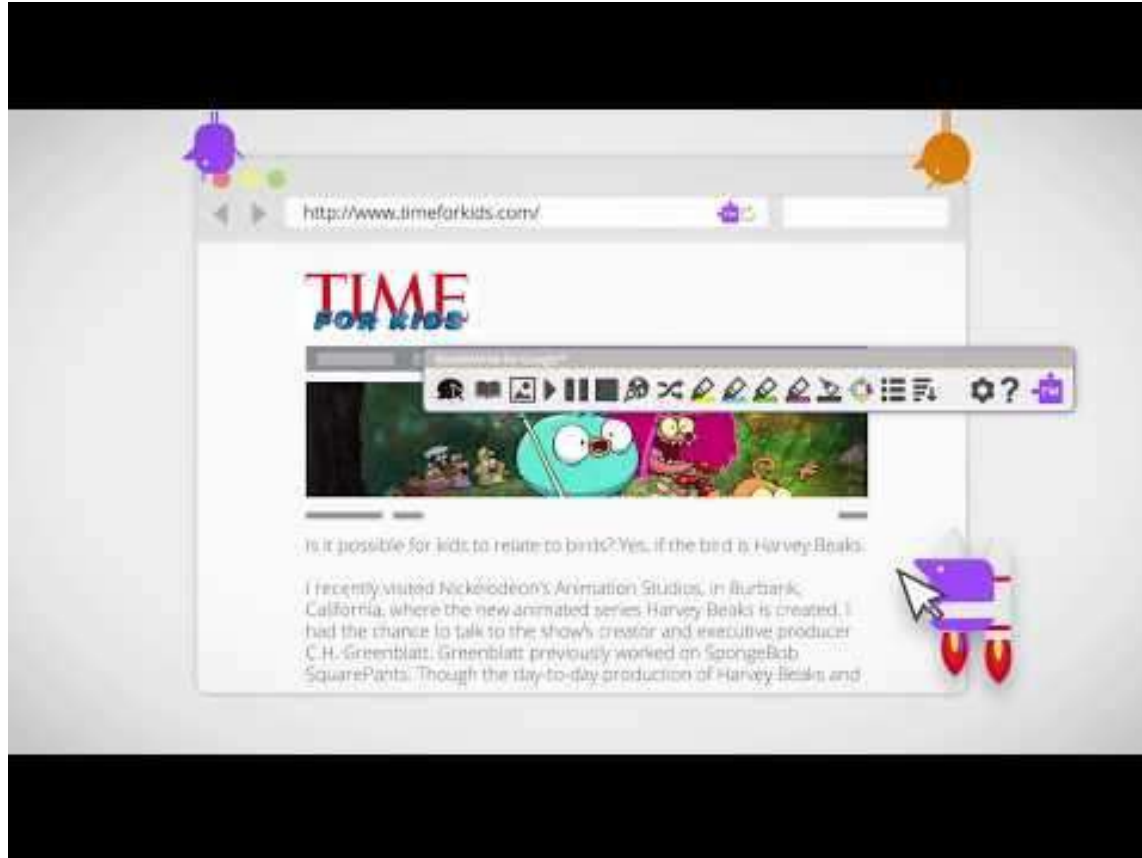 http://www.timeforkids.com/
TIME
FOR KIDS
?
rw
Is it possible for kids to relate to birds? Yes, if the bird is Harvey Beaks.
I recently visited Nickelodeon's Animation Studios, in Burbank,
California, where the new animated series Harvey Beaks is created. I
had the chance to talk to the show's creator and executive producer
C.H. Greenblatt. Greenblatt previously worked on SpongeBob
SquarePants. Though the day-to-day production of Harvey Beaks and